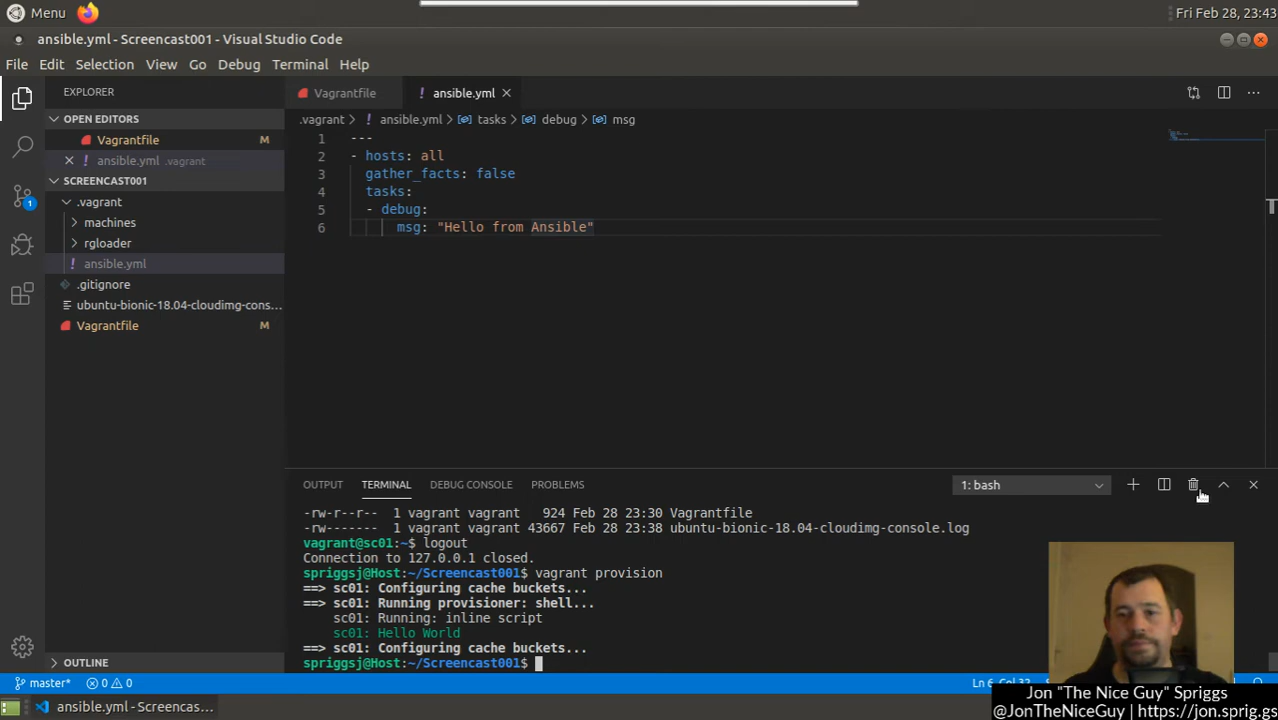 Menu
Fri Feb 28, 23:43
ansible.yml - Screencast001 - Visual Studio Code
File Edit Selection View Go Debug Terminal Help
EXPLORER
OPEN EDITORS
Vagrantfile M
ansible.yml .vagrant
SCREENCAST001
.vagrant
machines
rgloader
ansible.yml
.gitignore
ubuntu-bionic-18.04-cloudimg-cons...
Vagrantfile M
OUTLINE
1
Vagrantfile
ansible.yml
.vagrant > ansible.yml > tasks > debug > msg
1 ---
2 - hosts: all
3 gather_facts: false
4 tasks:
5 - debug:
6 msg: "Hello from Ansible"
OUTPUT TERMINAL DEBUG CONSOLE PROBLEMS
1: bash
-rw-r--r-- 1 vagrant vagrant 924 Feb 28 23:30 Vagrantfile
-rw------- 1 vagrant vagrant 43667 Feb 28 23:38 ubuntu-bionic-18.04-cloudimg-console.log
vagrant@sc01:~$ logout
Connection to 127.0.0.1 closed.
spriggsj@Host:~/Screencast001$ vagrant provision
==> sc01: Configuring cache buckets...
==> sc01: Running provisioner: shell...
sc01: Running: inline script
sc01: Hello World
==> sc01: Configuring cache buckets...
spriggsj@Host:~/Screencast001$
master* 0 0
Ln 6, Col 32
Jon "The Nice Guy" Spriggs
@JonTheNiceGuy | https://jon.sprig.gs
ansible.yml - Screencas...